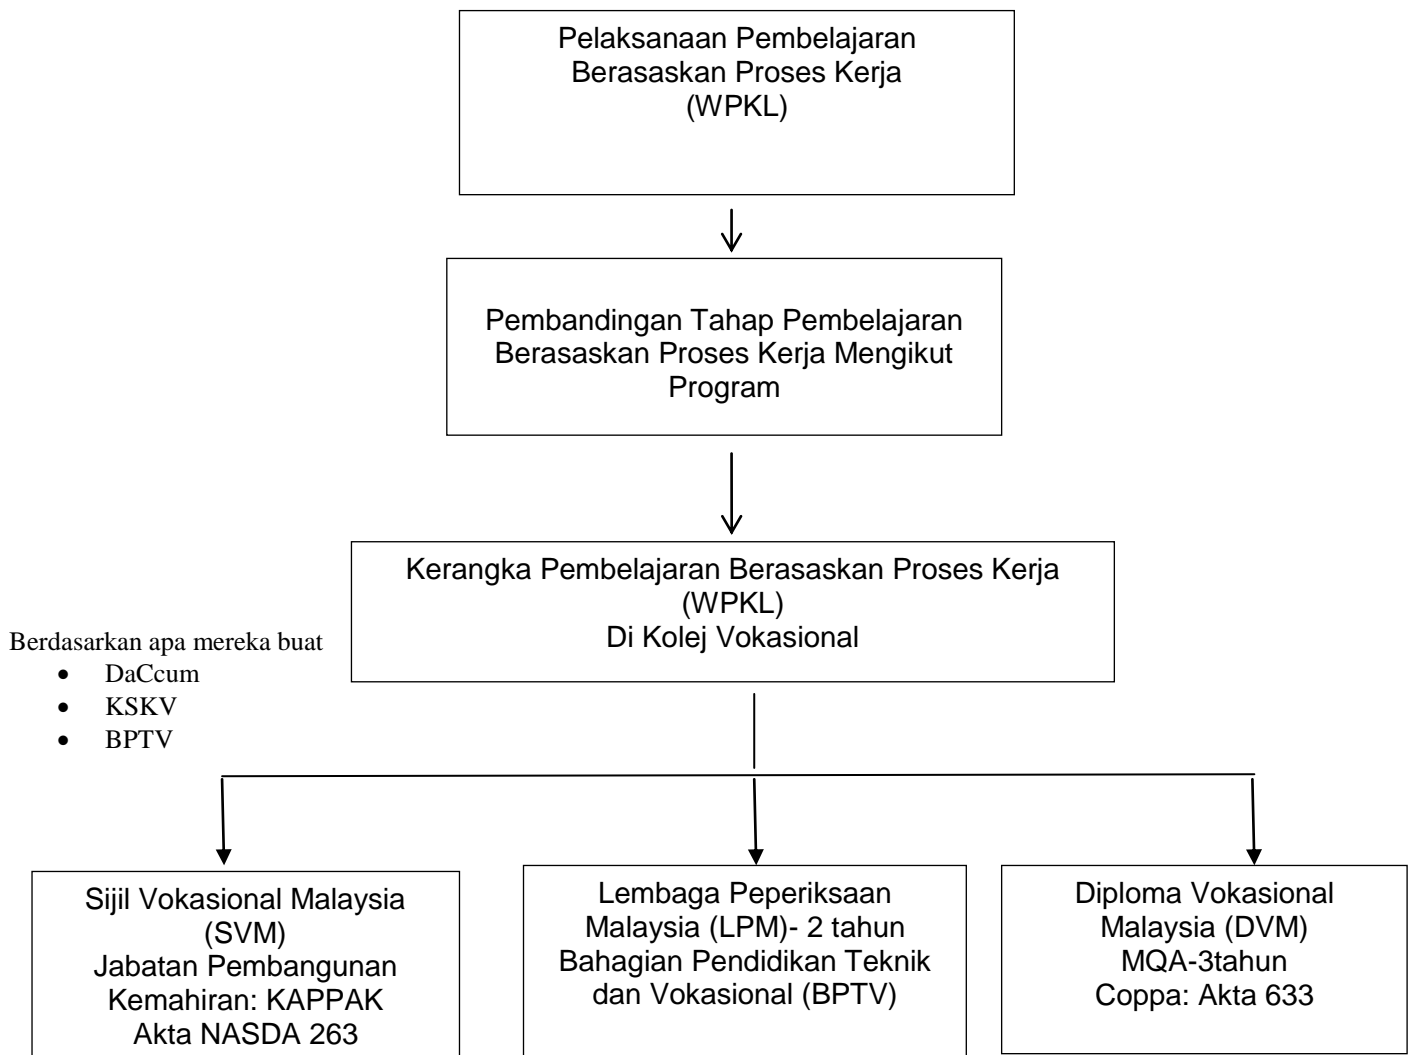 Pelaksanaan Pembelajaran
Berasaskan Proses Kerja
(WPKL)
Pembandingan Tahap Pembelajaran
Berasaskan Proses Kerja Mengikut
Program
Kerangka Pembelajaran Berasaskan Proses Kerja
(WPKL)
Di Kolej Vokasional
Berdasarkan apa mereka buat
• DaCcum
• KSKV
• BPTV
Sijil Vokasional Malaysia
(SVM)
Jabatan Pembangunan
Kemahiran: KAPPAK
Akta NASDA 263
Lembaga Peperiksaan
Malaysia (LPM)- 2 tahun
Bahagian Pendidikan Teknik
dan Vokasional (BPTV)
Diploma Vokasional
Malaysia (DVM)
MQA-3tahun
Coppa: Akta 633